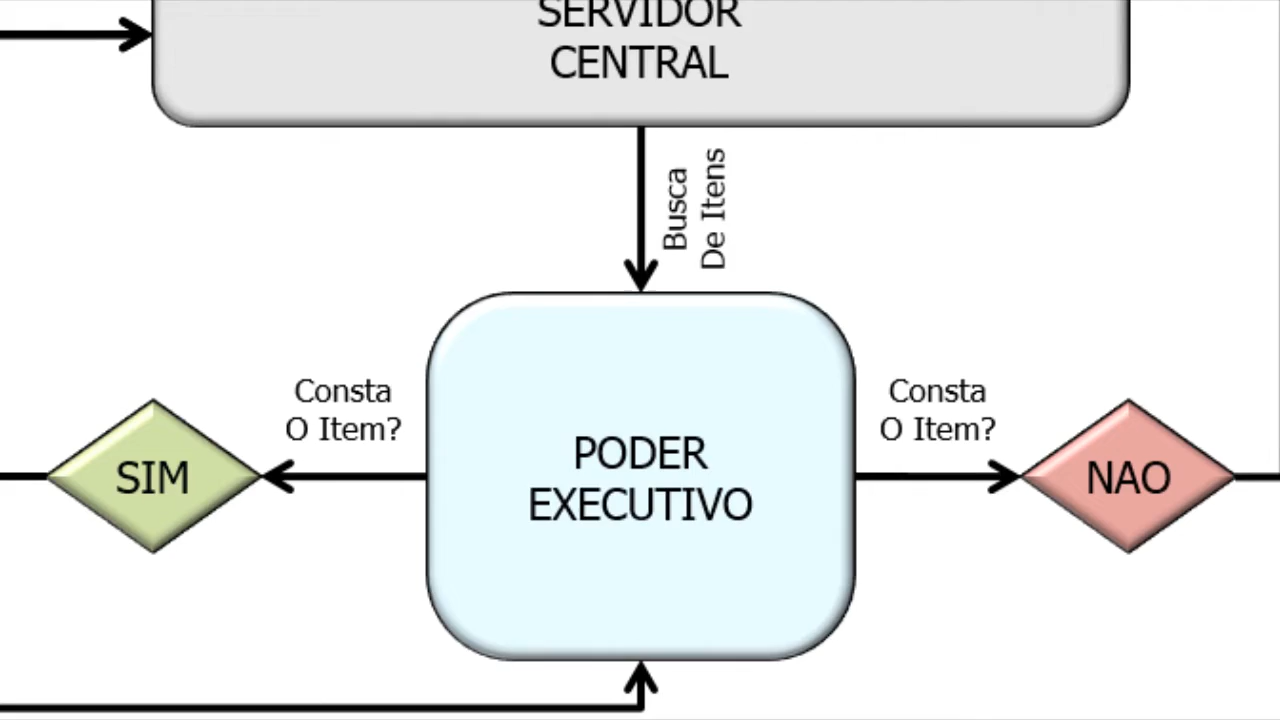 SERVIDOR
CENTRAL
Busca
De Itens
Consta
O Item?
Consta
O Item?
SIM
PODER
EXECUTIVO
NAO